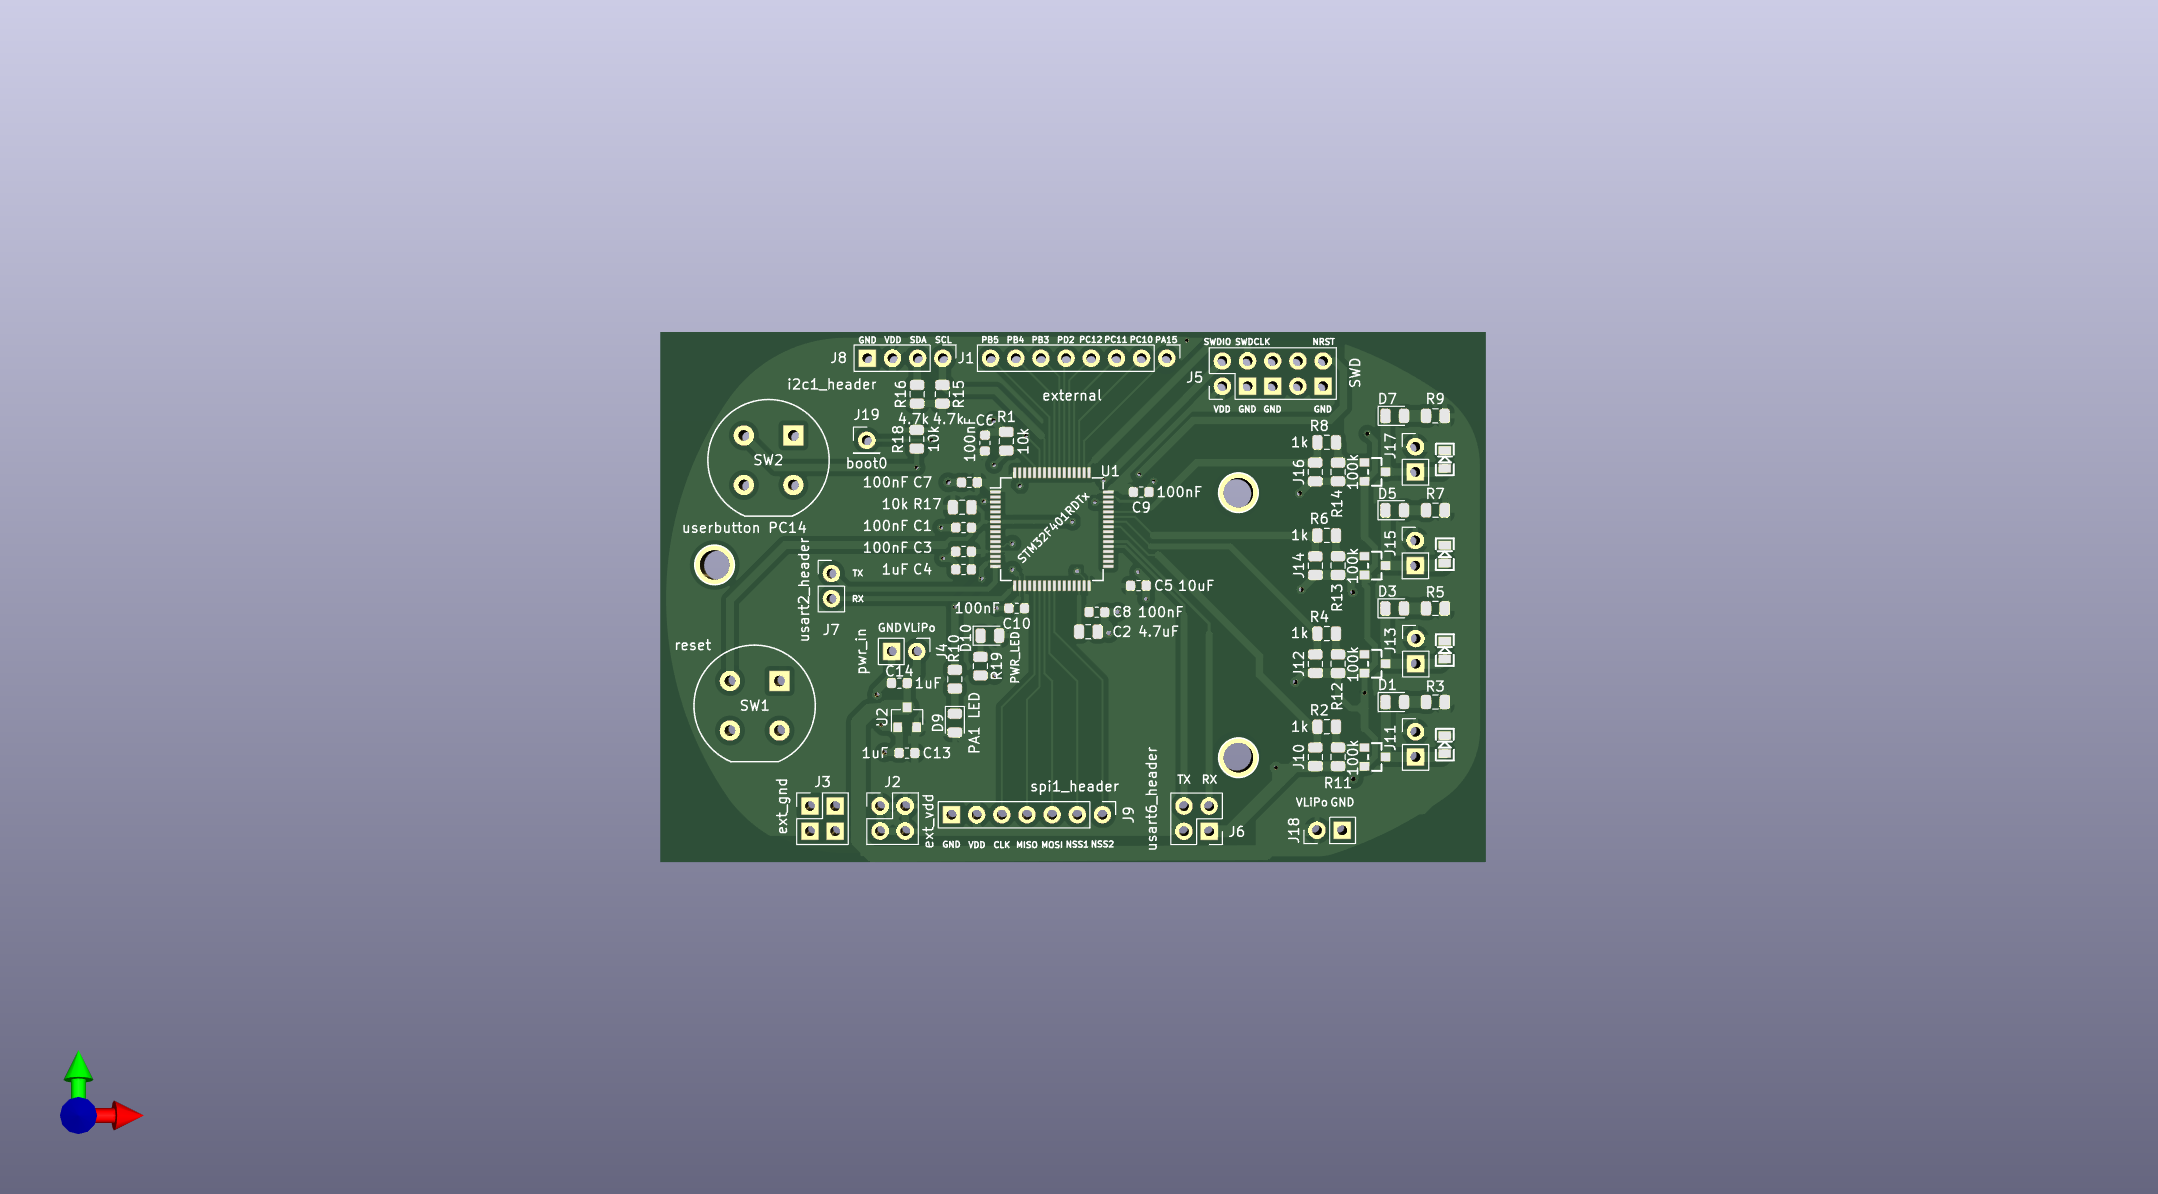 GND VDD SDA SCL
J8
J1
PB5 PB4 PB3 PD2 PC12 PC11 PC10 PA15
SWDIO SWDCLK NRST
SWD
J5
VDD GND GND GND
i2c1_header
R16
R15
external
4.7k 4.7k
J19
boot0
R18
10k
100nF
C6
R1
10k
SW2
userbutton PC14
100nF C7
10k R17
100nF C1
100nF C3
1uF C4
U1
STM32F401RDTx
100nF
C9
D7 R9
R8
1k
J17
J16
100k
R14
D5 R7
R6
1k
J15
J14
100k
R13
D3 R5
R4
1k
J13
J12
100k
R12
D1 R3
R2
1k
J11
J10
100k
R11
usart2_header
TX
RX
J7
C5 10uF
100nF
C10
C8 100nF
C2 4.7uF
reset
SW1
pwr_in
GND VLiPo
J4
R10
D10
R19
PWR_LED
C14
1uF
J2
D9
PA1 LED
1uF C13
J3
ext_gnd
J2
ext_vdd
spi1_header
J9
GND VDD CLK MISO MOSI NSS1 NSS2
usart6_header
TX RX
J6
VLiPo GND
J18